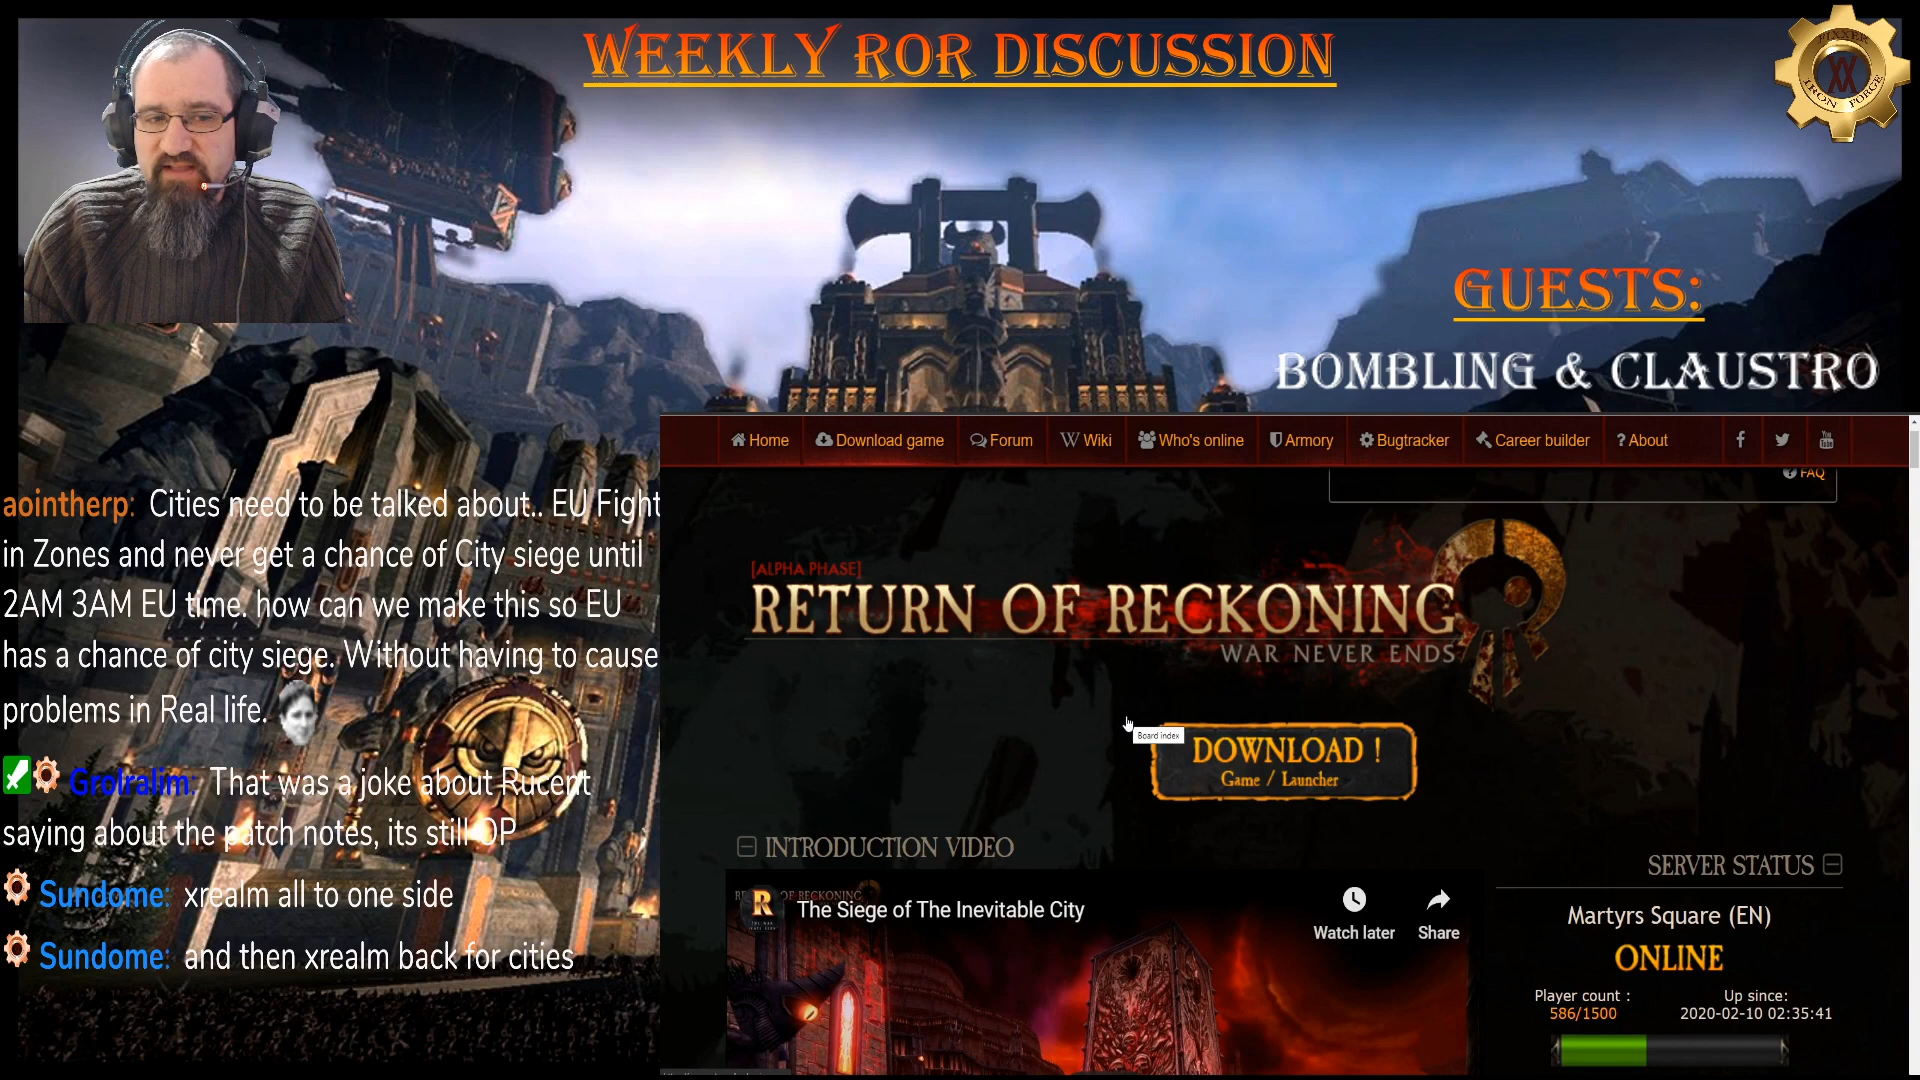 WEEKLY ROR DISCUSSION
FIXXER
IRON FORGE
GUESTS:
BOMBLING & CLAUSTRO
Home Download game Forum Wiki Who's online Armory Bugtracker Career builder ? About
FAQ
aointherp: Cities need to be talked about.. EU Fight
in Zones and never get a chance of City siege until
2AM 3AM EU time. how can we make this so EU
has a chance of city siege. Without having to cause
problems in Real life.
Grolralim: That was a joke about Rucent
saying about the patch notes, its still OP
Sundome: xrealm all to one side
Sundome: and then xrealm back for cities
[ALPHA PHASE]
RETURN OF RECKONING
WAR NEVER ENDS
Board index
DOWNLOAD !
Game / Launcher
INTRODUCTION VIDEO
The Siege of The Inevitable City
Watch later Share
SERVER STATUS
Martyrs Square (EN)
ONLINE
Player count : Up since:
586/1500 2020-02-10 02:35:41